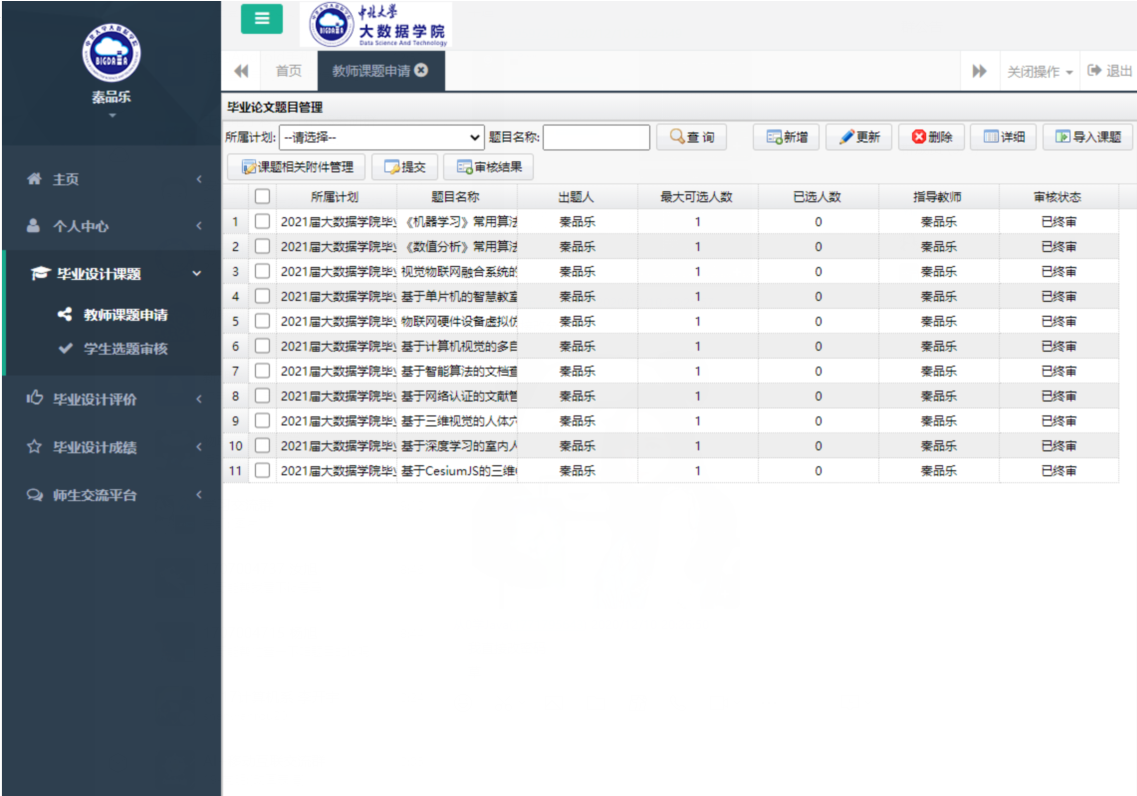 BIGDATA
秦品乐
主页
个人中心
毕业设计课题
教师课题申请
学生选题审核
毕业设计评价
毕业设计成绩
师生交流平台
中北大学
大数据学院
Data Science And Technology
首页 教师课题申请 关闭操作 退出
毕业论文题目管理
所属计划: --请选择-- 题目名称: 查询 新增 更新 删除 详细 导入课题
课题相关附件管理 提交 审核结果
所属计划 题目名称 出题人 最大可选人数 已选人数 指导教师 审核状态
1 2021届大数据学院毕业 《机器学习》常用算法 秦品乐 1 0 秦品乐 已终审
2 2021届大数据学院毕业 《数值分析》常用算法 秦品乐 1 0 秦品乐 已终审
3 2021届大数据学院毕业 视觉物联网融合系统的 秦品乐 1 0 秦品乐 已终审
4 2021届大数据学院毕业 基于单片机的智慧教室 秦品乐 1 0 秦品乐 已终审
5 2021届大数据学院毕业 物联网硬件设备虚拟仿 秦品乐 1 0 秦品乐 已终审
6 2021届大数据学院毕业 基于计算机视觉的多目 秦品乐 1 0 秦品乐 已终审
7 2021届大数据学院毕业 基于智能算法的文档查 秦品乐 1 0 秦品乐 已终审
8 2021届大数据学院毕业 基于网络认证的文献管 秦品乐 1 0 秦品乐 已终审
9 2021届大数据学院毕业 基于三维视觉的人体穴 秦品乐 1 0 秦品乐 已终审
10 2021届大数据学院毕业 基于深度学习的室内人 秦品乐 1 0 秦品乐 已终审
11 2021届大数据学院毕业 基于CesiumJS的三维 秦品乐 1 0 秦品乐 已终审